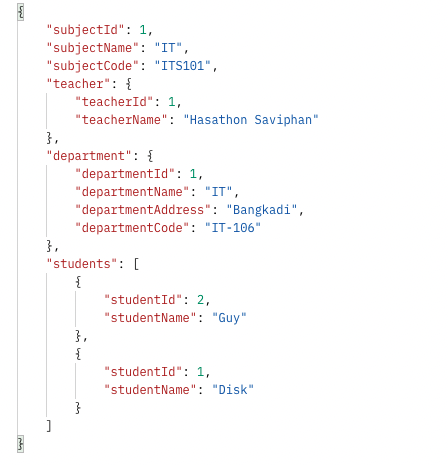 {
    "subjectId": 1,
    "subjectName": "IT",
    "subjectCode": "ITS101",
    "teacher": {
        "teacherId": 1,
        "teacherName": "Hasathon Saviphan"
    },
    "department": {
        "departmentId": 1,
        "departmentName": "IT",
        "departmentAddress": "Bangkadi",
        "departmentCode": "IT-106"
    },
    "students": [
        {
            "studentId": 2,
            "studentName": "Guy"
        },
        {
            "studentId": 1,
            "studentName": "Disk"
        }
    ]
}